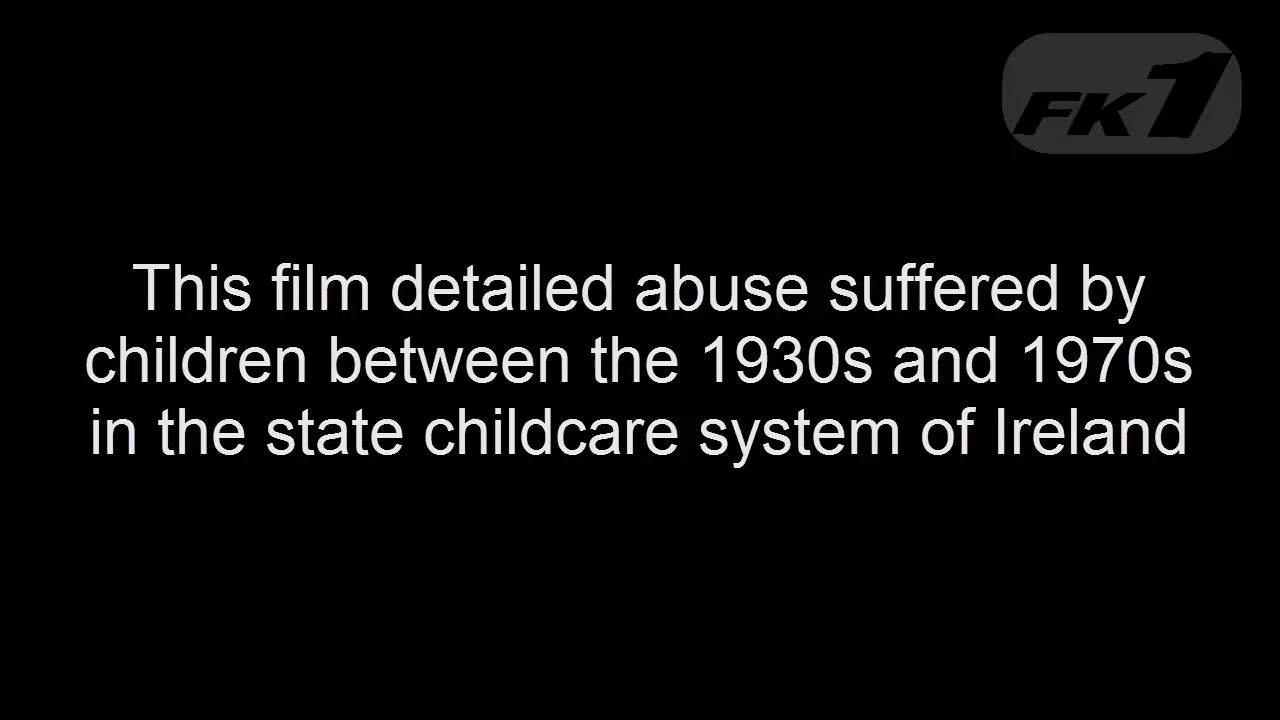 FK1
This film detailed abuse suffered by
children between the 1930s and 1970s
in the state childcare system of Ireland